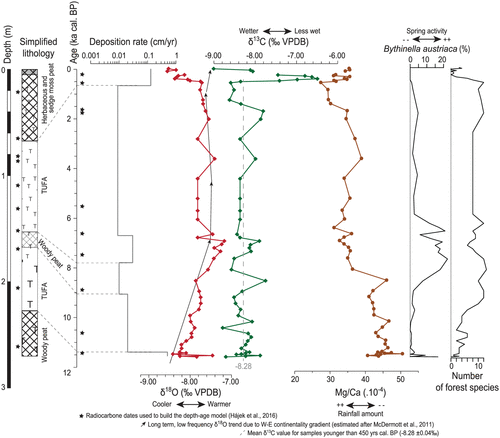 Depth (m)
Simplified
lithology
Age (ka cal. BP)
Deposition rate (cm/yr)
0.001
0.01
0.1
1
-9.00
Wetter
Less wet
δ13C (‰ VPDB)
-8.00
-7.00
-6.00
Spring activity
--
++
Bythinella austriaca (%)
0
10
20
0
10
0
1
2
3
Herbaceous and
sedge moss peat
TUFA
Woody peat
TUFA
Woody peat
0
2
4
6
8
10
12
-8.28
-9.00
-8.00
-7.00
δ18O (‰ VPDB)
Cooler
Warmer
20
30
40
50
Mg/Ca (.10-4)
++
--
Rainfall amount
Number
of forest species
Radiocarbon dates used to build the depth-age model (Hájek et al., 2016)
Long term, low frequency δ18O trend due to W-E continentality gradient (estimated after McDermott et al., 2011)
Mean δ13C value for samples younger than 450 yrs cal. BP (-8.28 ±0.04‰)